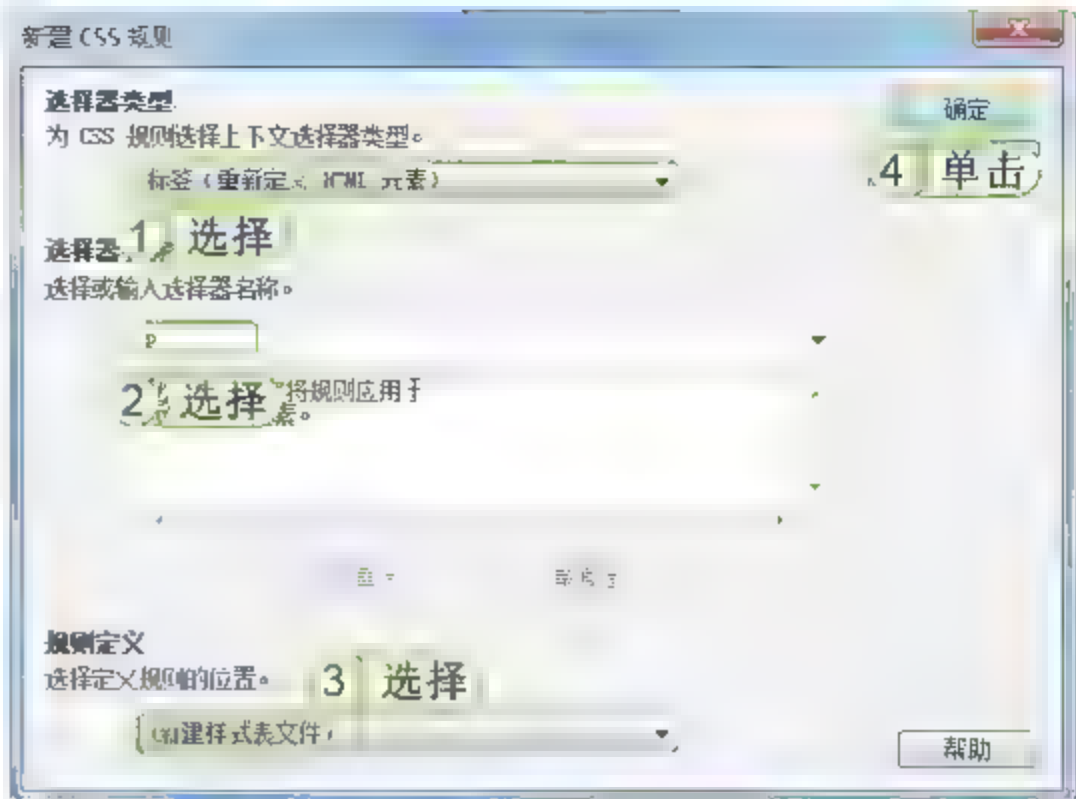 新建 CSS 规则
选择器类型
为 CSS 规则选择上下文选择器类型。
确定
4 单击
标签（重新定义 HTML 元素）
1 选择
选择器
选择或输入选择器名称。
p
2 选择 将规则应用于
素。
规则定义
选择定义规则的位置。
3 选择
建样式表文件
帮助